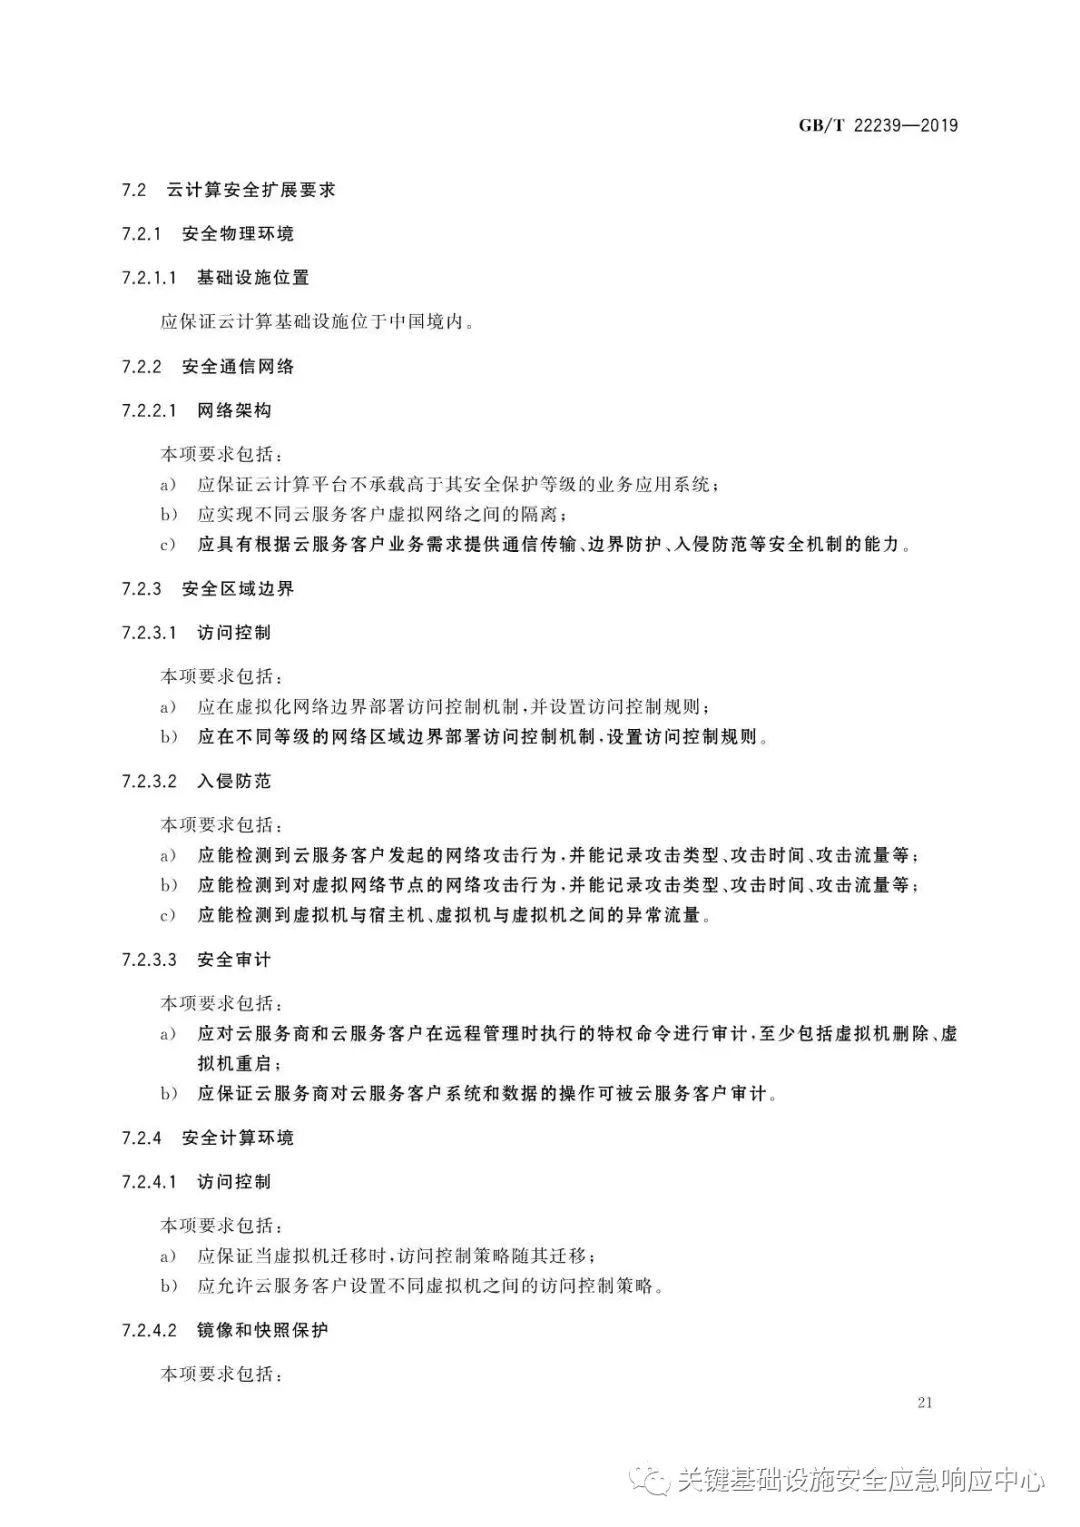 GB/T 22239—2019
7.2 云计算安全扩展要求
7.2.1 安全物理环境
7.2.1.1 基础设施位置
应保证云计算基础设施位于中国境内。
7.2.2 安全通信网络
7.2.2.1 网络架构
本项要求包括:
a) 应保证云计算平台不承载高于其安全保护等级的业务应用系统;
b) 应实现不同云服务客户虚拟网络之间的隔离;
c) 应具有根据云服务客户业务需求提供通信传输、边界防护、入侵防范等安全机制的能力。
7.2.3 安全区域边界
7.2.3.1 访问控制
本项要求包括:
a) 应在虚拟化网络边界部署访问控制机制,并设置访问控制规则;
b) 应在不同等级的网络区域边界部署访问控制机制,设置访问控制规则。
7.2.3.2 入侵防范
本项要求包括:
a) 应能检测到云服务客户发起的网络攻击行为,并能记录攻击类型、攻击时间、攻击流量等;
b) 应能检测到对虚拟网络节点的网络攻击行为,并能记录攻击类型、攻击时间、攻击流量等;
c) 应能检测到虚拟机与宿主机、虚拟机与虚拟机之间的异常流量。
7.2.3.3 安全审计
本项要求包括:
a) 应对云服务商和云服务客户在远程管理时执行的特权命令进行审计,至少包括虚拟机删除、虚
拟机重启;
b) 应保证云服务商对云服务客户系统和数据的操作可被云服务客户审计。
7.2.4 安全计算环境
7.2.4.1 访问控制
本项要求包括:
a) 应保证当虚拟机迁移时,访问控制策略随其迁移;
b) 应允许云服务客户设置不同虚拟机之间的访问控制策略。
7.2.4.2 镜像和快照保护
本项要求包括:
21
关键基础设施安全应急响应中心